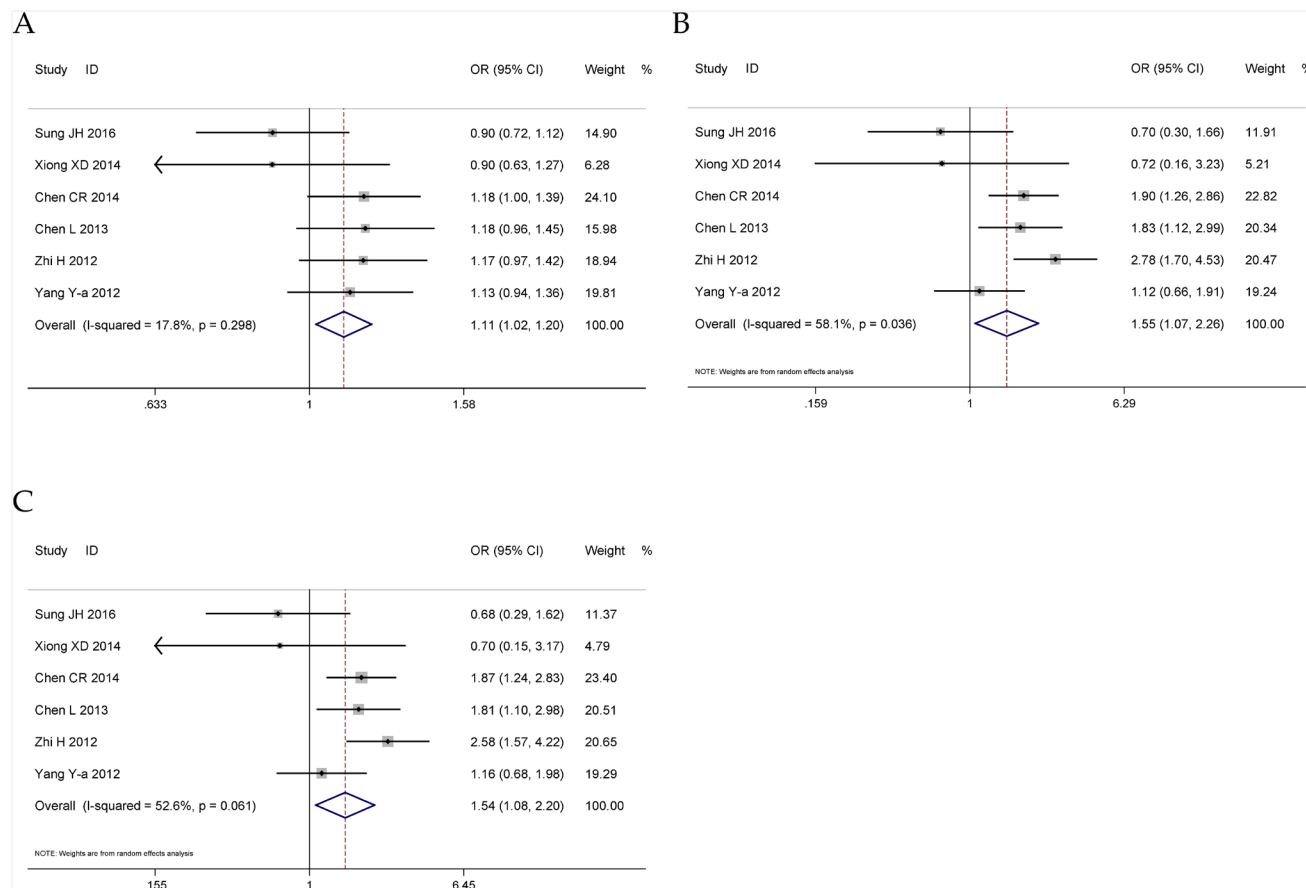 A
Study ID OR (95% CI) Weight %
Sung JH 2016 0.90 (0.72, 1.12) 14.90
Xiong XD 2014 0.90 (0.63, 1.27) 6.28
Chen CR 2014 1.18 (1.00, 1.39) 24.10
Chen L 2013 1.18 (0.96, 1.45) 15.98
Zhi H 2012 1.17 (0.97, 1.42) 18.94
Yang Y-a 2012 1.13 (0.94, 1.36) 19.81
Overall (I-squared = 17.8%, p = 0.298) 1.11 (1.02, 1.20) 100.00
.633 1 1.58
B
Study ID OR (95% CI) Weight %
Sung JH 2016 0.70 (0.30, 1.66) 11.91
Xiong XD 2014 0.72 (0.16, 3.23) 5.21
Chen CR 2014 1.90 (1.26, 2.86) 22.82
Chen L 2013 1.83 (1.12, 2.99) 20.34
Zhi H 2012 2.78 (1.70, 4.53) 20.47
Yang Y-a 2012 1.12 (0.66, 1.91) 19.24
Overall (I-squared = 58.1%, p = 0.036) 1.55 (1.07, 2.26) 100.00
NOTE: Weights are from random effects analysis
.159 1 6.29
C
Study ID OR (95% CI) Weight %
Sung JH 2016 0.68 (0.29, 1.62) 11.37
Xiong XD 2014 0.70 (0.15, 3.17) 4.79
Chen CR 2014 1.87 (1.24, 2.83) 23.40
Chen L 2013 1.81 (1.10, 2.98) 20.51
Zhi H 2012 2.58 (1.57, 4.22) 20.65
Yang Y-a 2012 1.16 (0.68, 1.98) 19.29
Overall (I-squared = 52.6%, p = 0.061) 1.54 (1.08, 2.20) 100.00
NOTE: Weights are from random effects analysis
.155 1 6.45